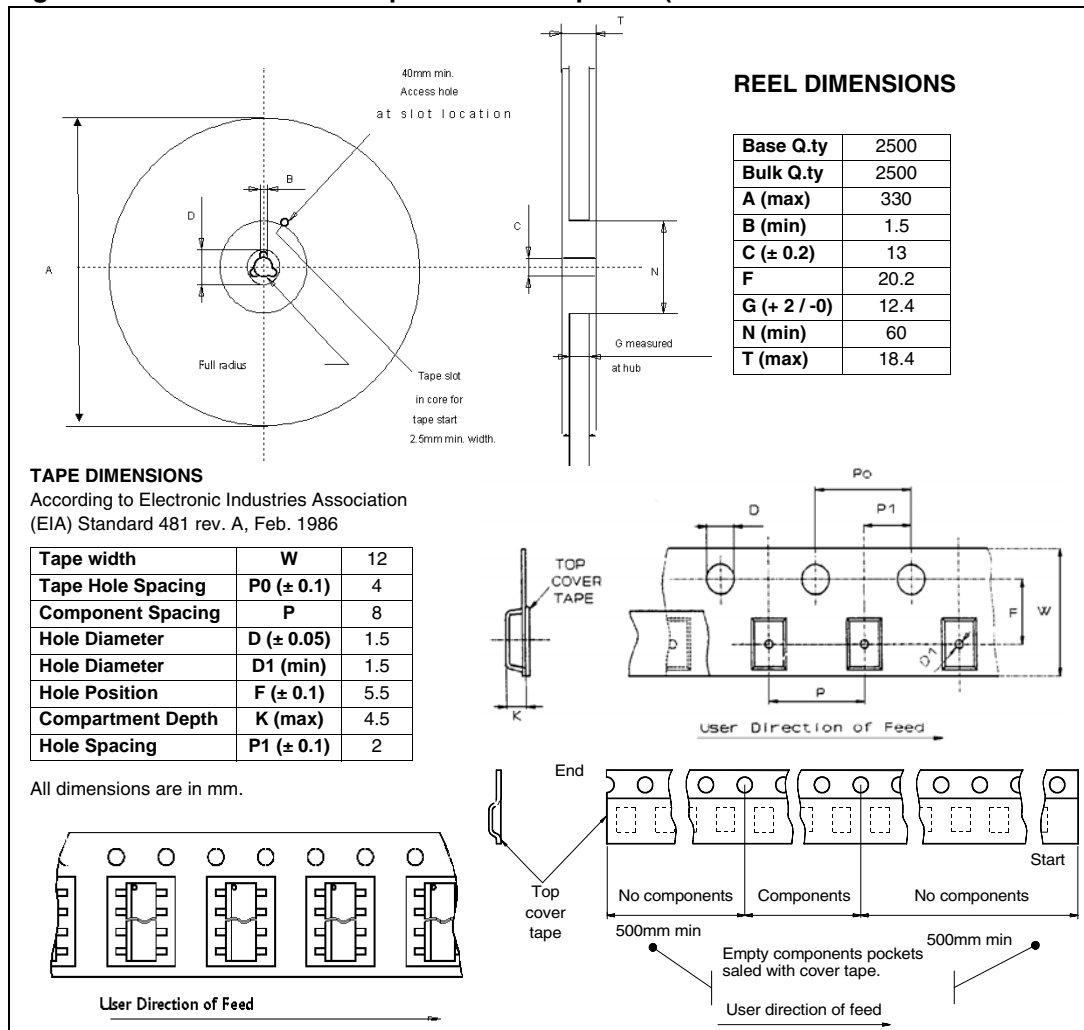 T
40mm min.
Access hole
at slot location
B
D
C
A
N
Full radius
Tape slot
in core for
tape start
2.5mm min. width.
G measured
at hub
REEL DIMENSIONS
Base Q.ty 2500
Bulk Q.ty 2500
A (max) 330
B (min) 1.5
C (± 0.2) 13
F 20.2
G (+ 2 / -0) 12.4
N (min) 60
T (max) 18.4
TAPE DIMENSIONS
According to Electronic Industries Association
(EIA) Standard 481 rev. A, Feb. 1986
Tape width W 12
Tape Hole Spacing P0 (± 0.1) 4
Component Spacing P 8
Hole Diameter D (± 0.05) 1.5
Hole Diameter D1 (min) 1.5
Hole Position F (± 0.1) 5.5
Compartment Depth K (max) 4.5
Hole Spacing P1 (± 0.1) 2
All dimensions are in mm.
TOP
COVER
TAPE
K
Po
D
P1
F
W
D1
P
User Direction of Feed
End
Start
Top
cover
tape
No components
Components
No components
500mm min
500mm min
Empty components pockets
saled with cover tape.
User direction of feed
User Direction of Feed